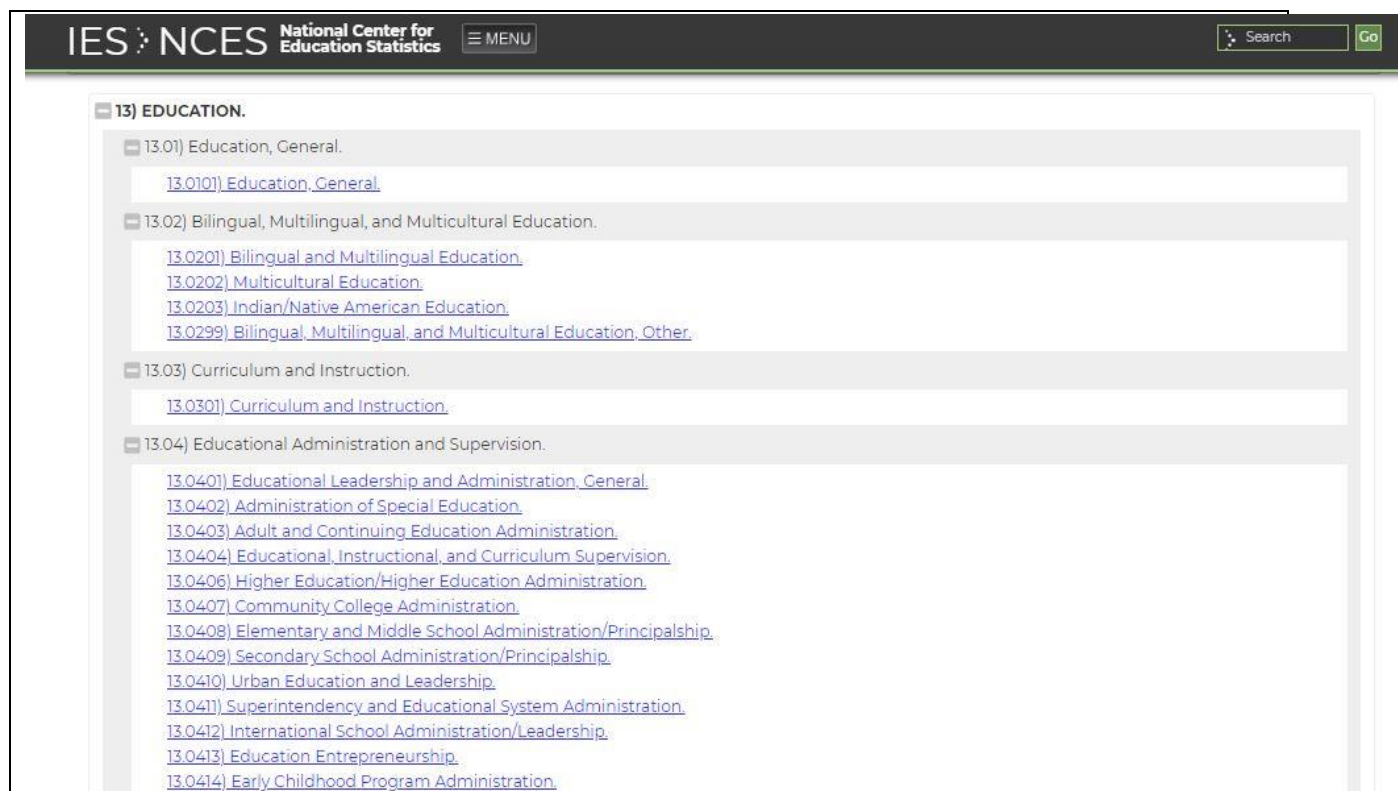 IES NCES National Center for Education Statistics ☰ MENU Search Go
13) EDUCATION.
13.01) Education, General.
13.0101) Education, General.
13.02) Bilingual, Multilingual, and Multicultural Education.
13.0201) Bilingual and Multilingual Education.
13.0202) Multicultural Education.
13.0203) Indian/Native American Education.
13.0299) Bilingual, Multilingual, and Multicultural Education, Other.
13.03) Curriculum and Instruction.
13.0301) Curriculum and Instruction.
13.04) Educational Administration and Supervision.
13.0401) Educational Leadership and Administration, General.
13.0402) Administration of Special Education.
13.0403) Adult and Continuing Education Administration.
13.0404) Educational, Instructional, and Curriculum Supervision.
13.0406) Higher Education/Higher Education Administration.
13.0407) Community College Administration.
13.0408) Elementary and Middle School Administration/Principalship.
13.0409) Secondary School Administration/Principalship.
13.0410) Urban Education and Leadership.
13.0411) Superintendency and Educational System Administration.
13.0412) International School Administration/Leadership.
13.0413) Education Entrepreneurship.
13.0414) Early Childhood Program Administration.